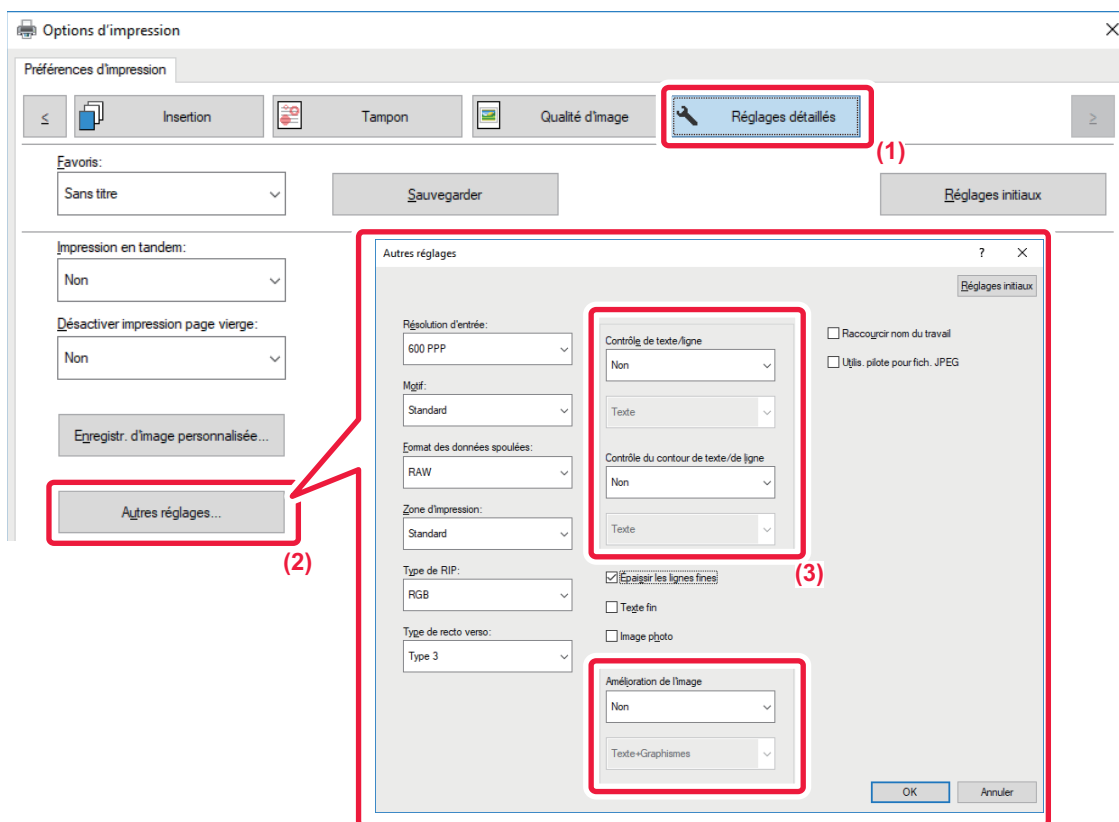 Options d'impression
Préférences d'impression
<
Insertion
Tampon
Qualité d'image
Réglages détaillés
>
(1)
Favoris:
Sans titre
Sauvegarder
Réglages initiaux
Impression en tandem:
Non
Désactiver impression page vierge:
Non
Enregistr. d'image personnalisée...
Autres réglages...
(2)
Autres réglages
?
Réglages initiaux
Résolution d'entrée:
600 PPP
Motif:
Standard
Format des données spoulées:
RAW
Zone d'impression:
Standard
Type de RIP:
RGB
Type de recto verso:
Type 3
Contrôle de texte/ligne
Non
Texte
Contrôle du contour de texte/de ligne
Non
Texte
(3)
Épaissir les lignes fines
Texte fin
Image photo
Amélioration de l'image
Non
Texte+Graphismes
Raccourcir nom du travail
Utilis. pilote pour fich. JPEG
OK
Annuler